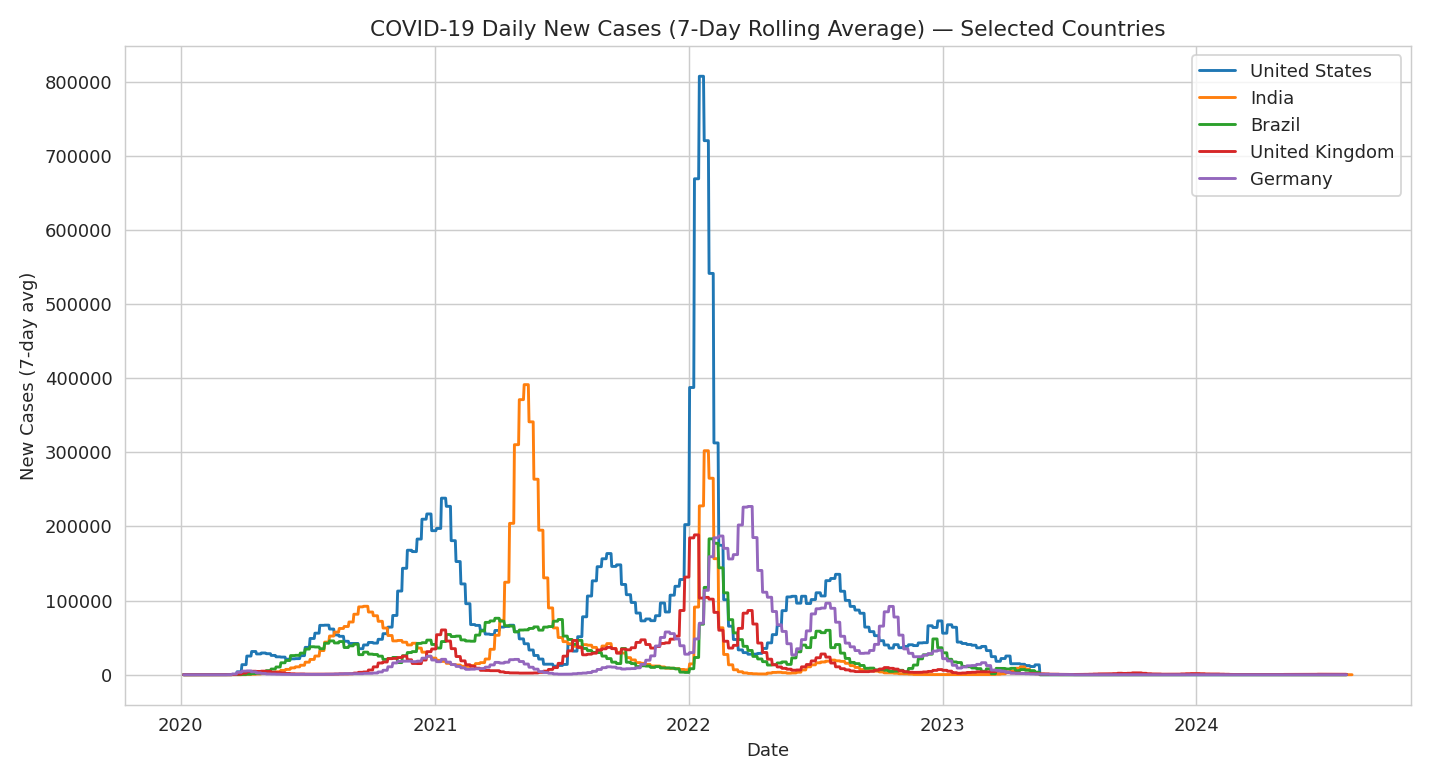 COVID-19 Daily New Cases (7-Day Rolling Average) — Selected Countries
United States
India
Brazil
United Kingdom
Germany
New Cases (7-day avg)
800000
700000
600000
500000
400000
300000
200000
100000
0
2020
2021
2022
2023
2024
Date